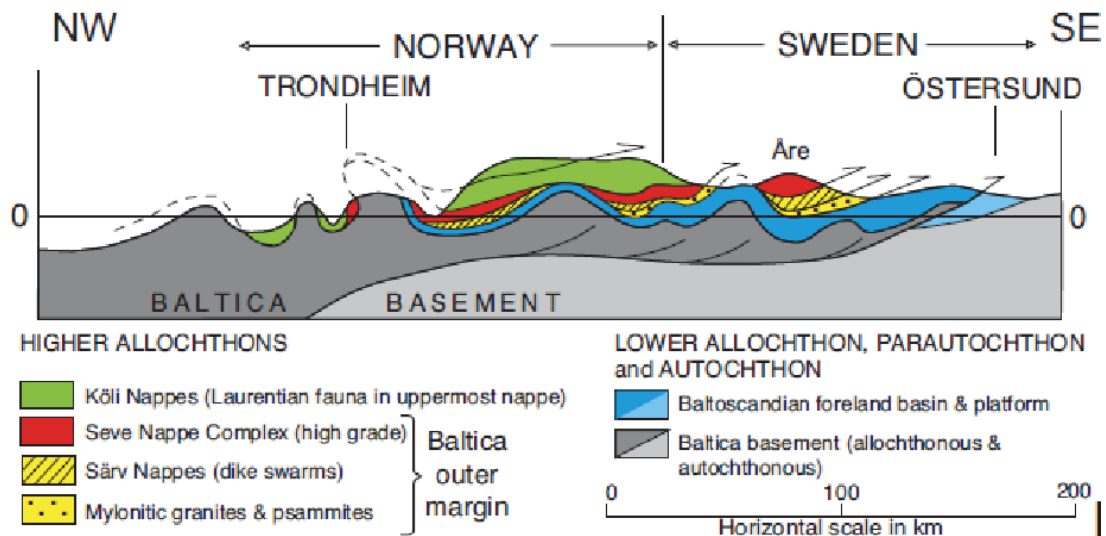 NW
SE
NORWAY
SWEDEN
TRONDHEIM
ÖSTERSUND
Åre
0
0
BALTICA BASEMENT
HIGHER ALLOCHTHONS
Köli Nappes (Laurentian fauna in uppermost nappe)
Seve Nappe Complex (high grade)
Särv Nappes (dike swarms)
Mylonitic granites & psammites
Baltica
outer
margin
LOWER ALLOCHTHON, PARAUTOCHTHON
and AUTOCHTHON
Baltoscandian foreland basin & platform
Baltica basement (allochthonous &
autochthonous)
0 100 200
Horizontal scale in km